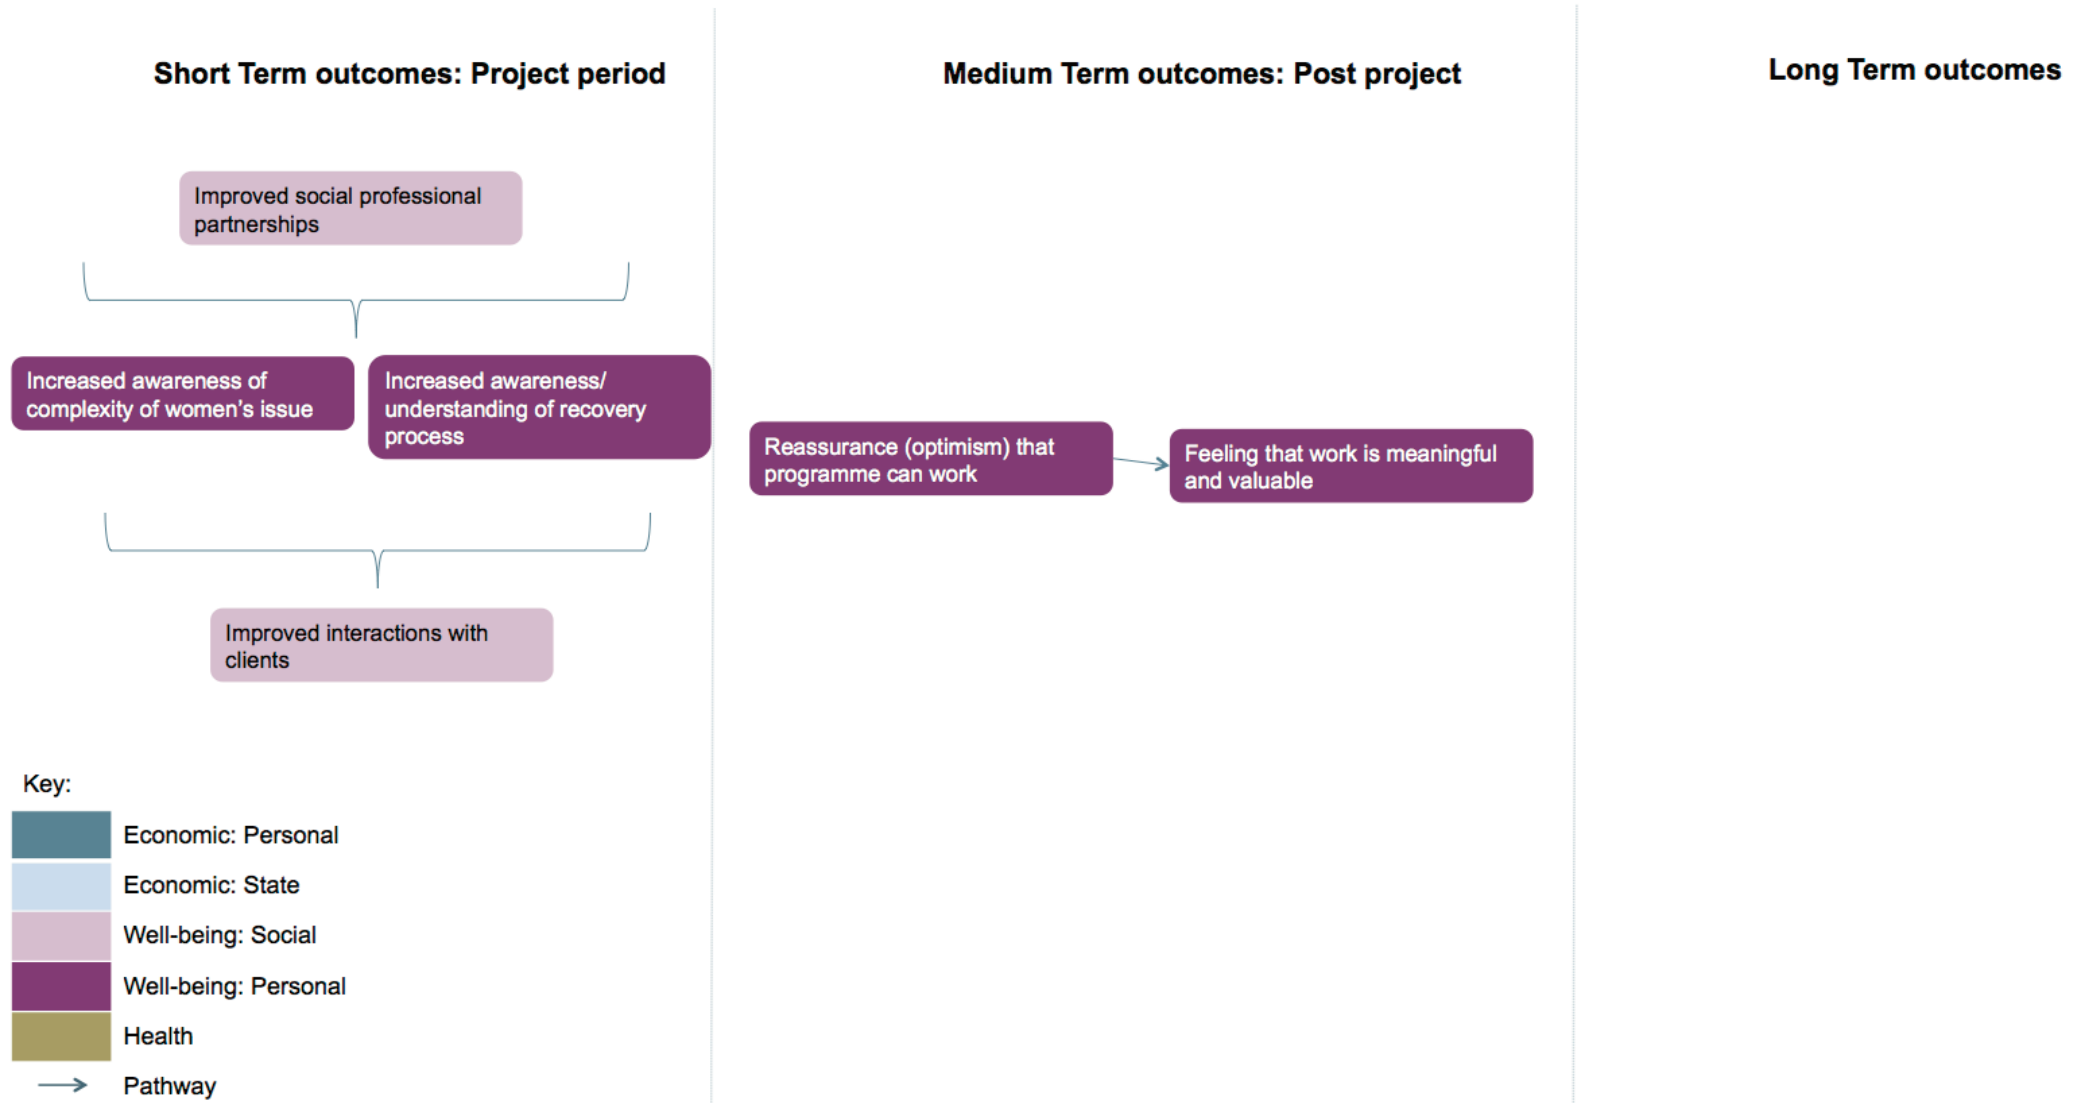 Short Term outcomes: Project period
Medium Term outcomes: Post project
Long Term outcomes
Improved social professional
partnerships
Increased awareness of
complexity of women's issue
Increased awareness/
understanding of recovery
process
Reassurance (optimism) that
programme can work
Feeling that work is meaningful
and valuable
Improved interactions with
clients
Key:
Economic: Personal
Economic: State
Well-being: Social
Well-being: Personal
Health
Pathway